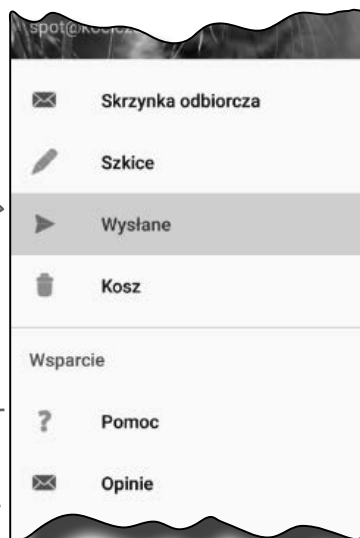 Skrzynka odbiorcza
Szkice
Wysłane
Kosz
Wsparcie
?
Pomoc
Opinie